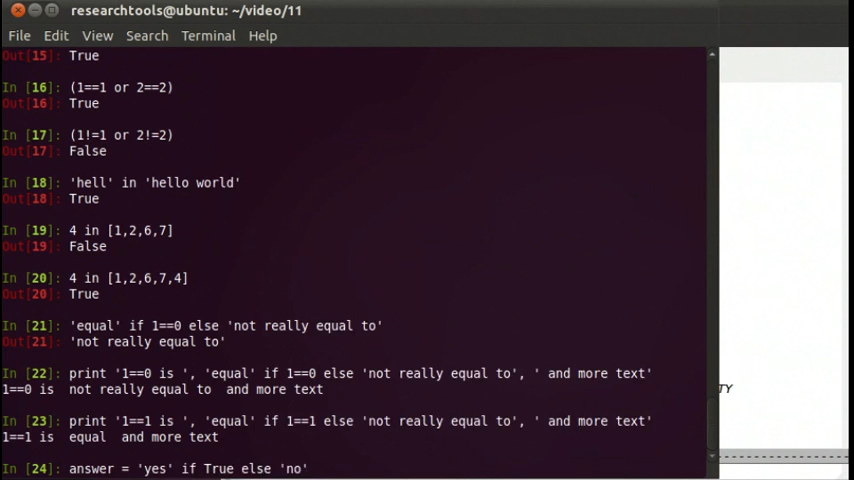 researchtools@ubuntu: ~/video/11
File Edit View Search Terminal Help
Out[15]: True
In [16]: (1==1 or 2==2)
Out[16]: True
In [17]: (1!=1 or 2!=2)
Out[17]: False
In [18]: 'hell' in 'hello world'
Out[18]: True
In [19]: 4 in [1,2,6,7]
Out[19]: False
In [20]: 4 in [1,2,6,7,4]
Out[20]: True
In [21]: 'equal' if 1==0 else 'not really equal to'
Out[21]: 'not really equal to'
In [22]: print '1==0 is ', 'equal' if 1==0 else 'not really equal to', ' and more text'
1==0 is  not really equal to  and more text
TY
In [23]: print '1==1 is ', 'equal' if 1==1 else 'not really equal to', ' and more text'
1==1 is  equal  and more text
In [24]: answer = 'yes' if True else 'no'